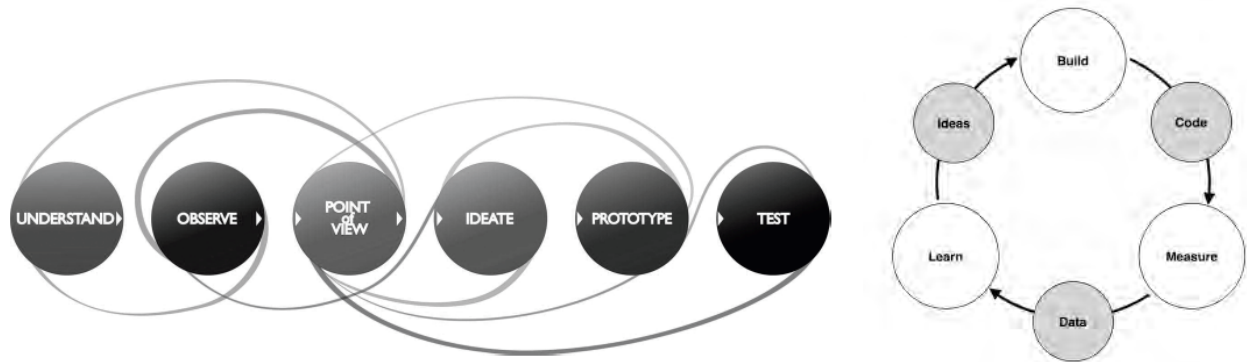 UNDERSTAND
OBSERVE
POINT
of
VIEW
IDEATE
PROTOTYPE
TEST
Build
Code
Measure
Data
Learn
Ideas